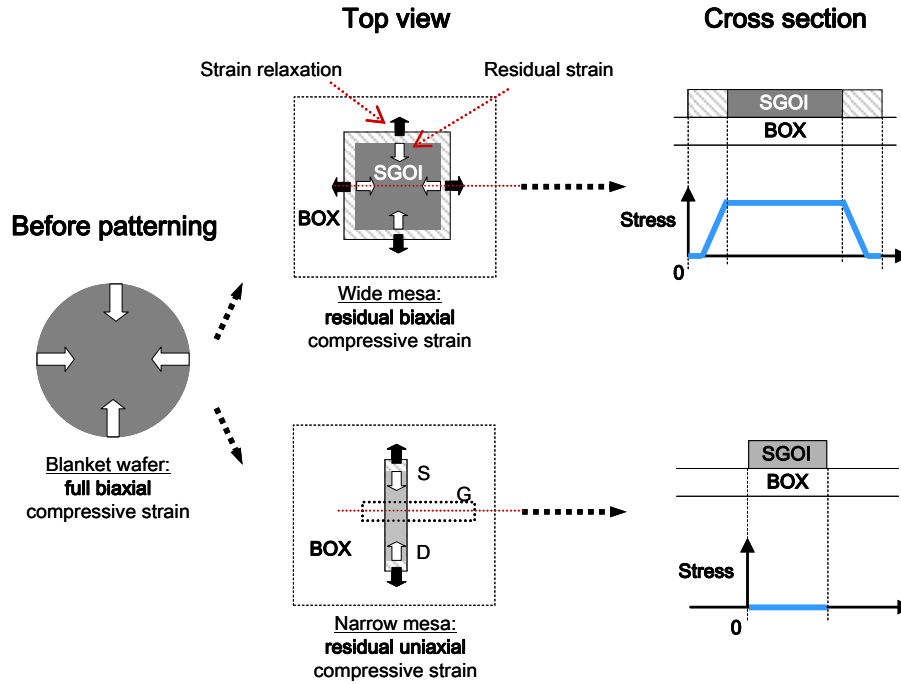 Top view
Cross section
Strain relaxation
Residual strain
SGOI
BOX
SGOI
BOX
Stress
0
Wide mesa:
residual biaxial
compressive strain
Before patterning
Blanket wafer:
full biaxial
compressive strain
S
G
BOX
D
Narrow mesa:
residual uniaxial
compressive strain
SGOI
BOX
Stress
0